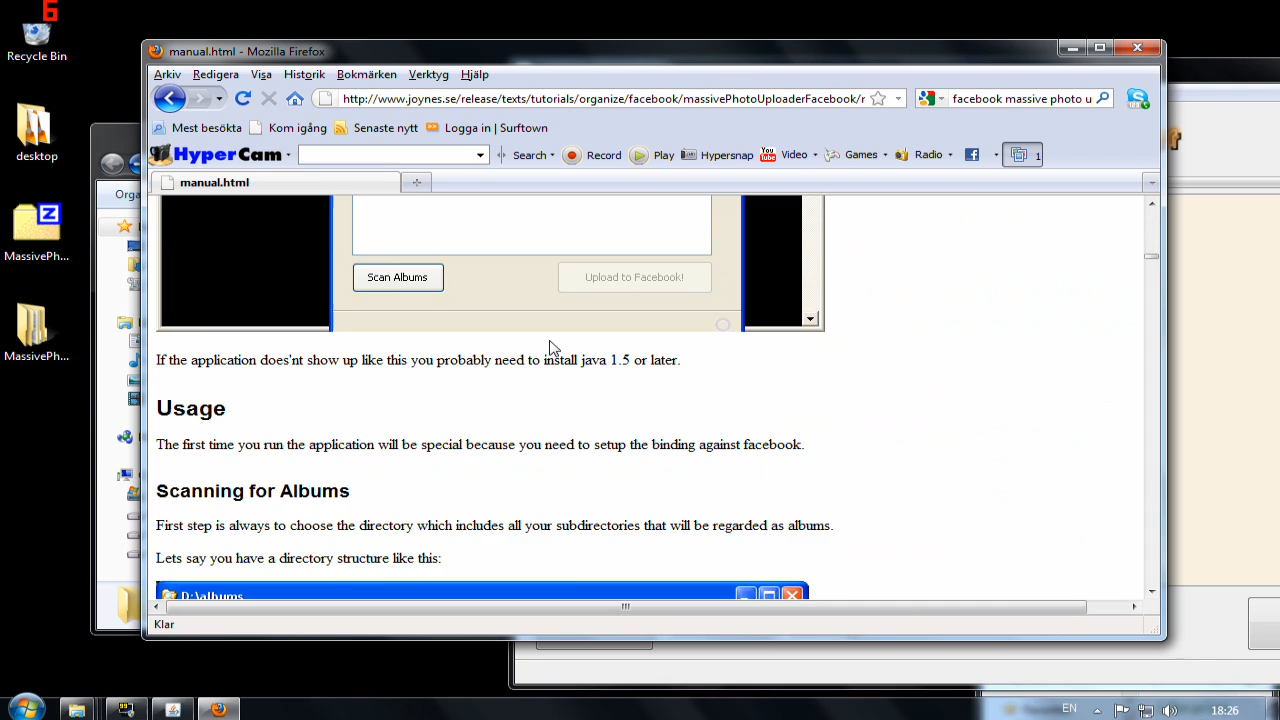 6
Recycle Bin
desktop
MassivePh...
MassivePh...
Orga
manual.html - Mozilla Firefox
Arkiv Redigera Visa Historik Bokmärken Verktyg Hjälp
http://www.joynes.se/release/texts/tutorials/organize/facebook/massivePhotoUploaderFacebook/r
facebook massive photo u
Mest besökta Kom igång Senaste nytt Logga in | Surftown
HyperCam Search Record Play Hypersnap Video Games Radio 1
manual.html
Scan Albums Upload to Facebook!
If the application does'nt show up like this you probably need to install java 1.5 or later.
Usage
The first time you run the application will be special because you need to setup the binding against facebook.
Scanning for Albums
First step is always to choose the directory which includes all your subdirectories that will be regarded as albums.
Lets say you have a directory structure like this:
D:\albums
Klar
EN 18:26